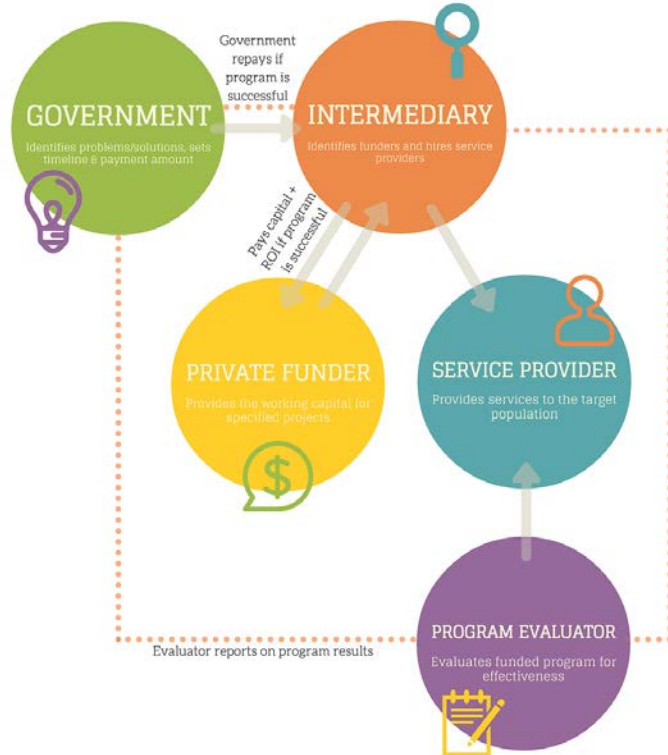 Government
repays if
program is
successful
GOVERNMENT
Identifies problems/solutions, sets
timeline & payment amount
INTERMEDIARY
Identifies funders and hires service
providers
Pays capital +
ROI if program
is successful
PRIVATE FUNDER
Provides the working capital for
specified projects
$
SERVICE PROVIDER
Provides services to the target
population
PROGRAM EVALUATOR
Evaluates funded program for
effectiveness
Evaluator reports on program results